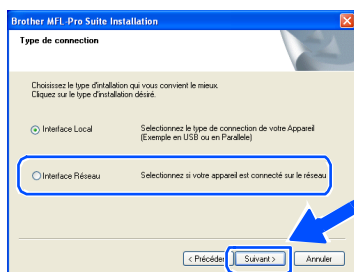 Brother MFL-Pro Suite Installation
Type de connection
Choisissez le type d'intallation qui vous convient le mieux.
Cliquez sur le type d'installation désiré.
Interface Local
Selectionnez le type de connection de votre Appareil
(Exemple en USB ou en Parallele)
Interface Réseau
Selectionnez si votre appareil est connecté sur le réseau
< Précéden
Suivant >
Annuler